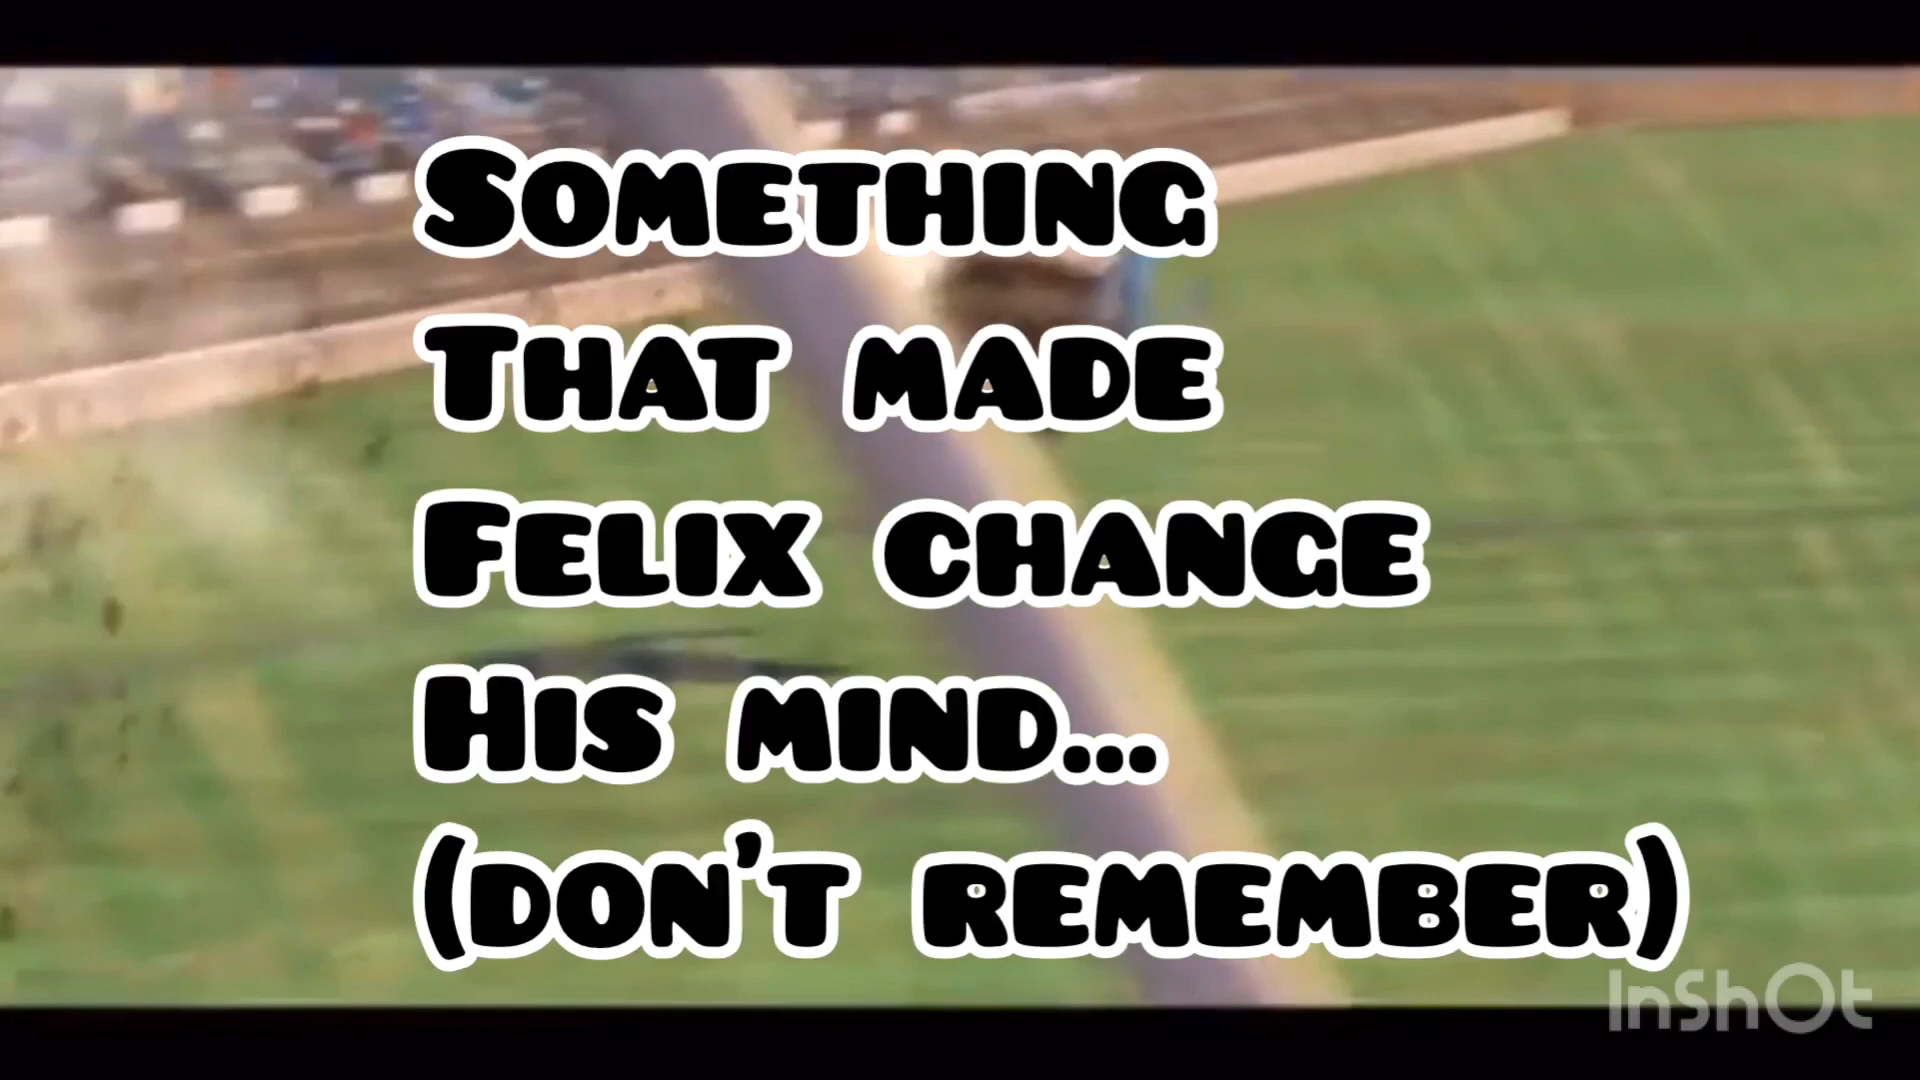 Something
That made
Felix change
His mind...
(don't remember)
InShOt